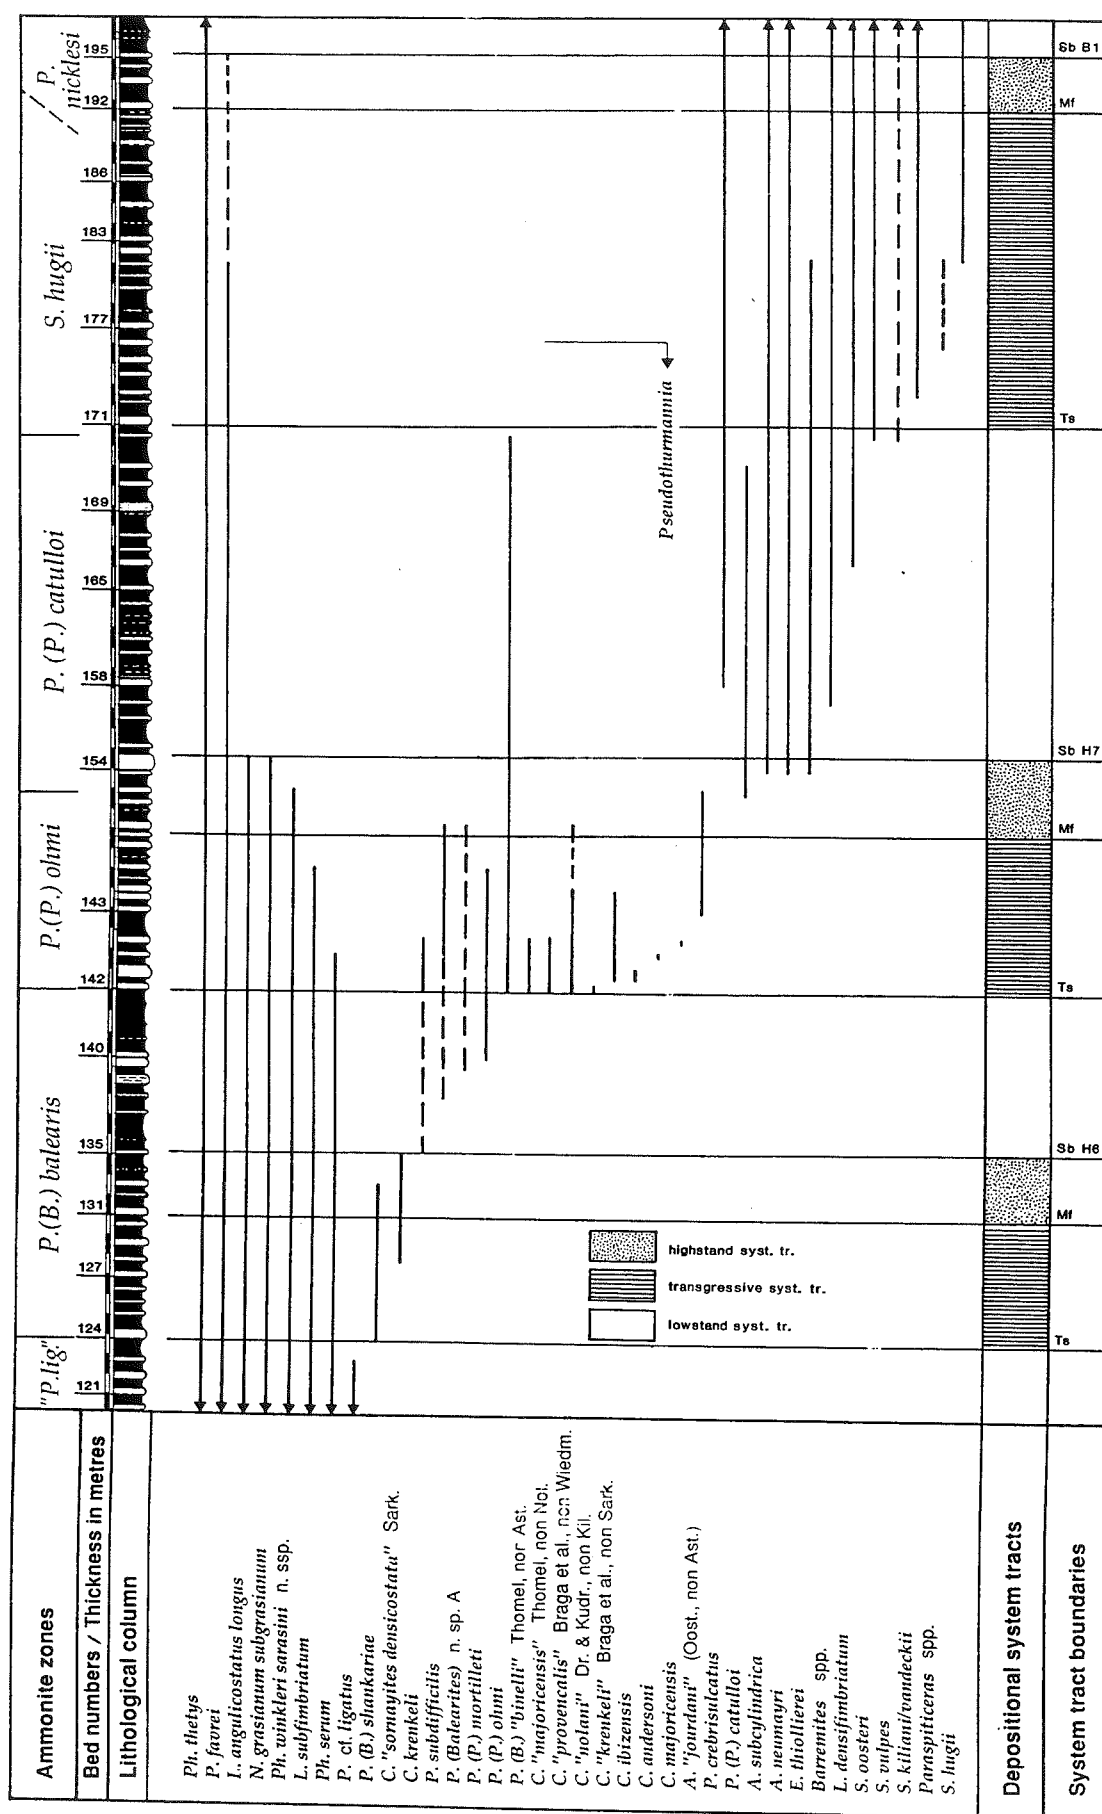 Ammonite zones
"P.lig"
P.(B.) balearis
P.(P.) ohmi
P. (P.) catulloi
S. hugii
P.
nicklesi
Bed numbers / Thickness in metres
121
124
127
131
135
140
142
143
154
158
165
169
171
177
183
186
192
195
Lithological column
Ph. thetys
P. favrei
L. angulicostatus longus
N. grasianum subgrasianum
Ph. winkleri sarasini n. ssp.
L. subfimbriatum
Ph. serum
P. cf. ligatus
P. (B.) shankariae
C. "sornayites densicostata" Sark.
C. krenkeli
P. subdifficilis
P. (Balearites) n. sp. A
P. (P.) mortilleti
P. (P.) ohmi
P. (B.) "binelli" Thomel, non Ast.
C. "majoricensis" Thomel, non Nol.
C. "provencalis" Braga et al., non Wiedm.
C. "nolani" Dr. & Kudr., non Kil.
C. "krenkeli" Braga et al., non Sark.
C. ibizensis
C. andersoni
C. majoricensis
A. "jourdani" (Oost., non Ast.)
P. crebrisulcatus
P. (P.) catulloi
A. subcylindrica
A. neumayri
E. thiollierei
Barremites spp.
L. densifimbriatum
S. oosteri
S. vulpes
S. kiliani/vandeckii
Paraspiticeras spp.
S. hugii
Pseudothurmannia
highstand syst. tr.
transgressive syst. tr.
lowstand syst. tr.
Depositional system tracts
System tract boundaries
Ts
Mf
Sb H6
Ts
Mf
Sb H7
Ts
Mf
Sb B1